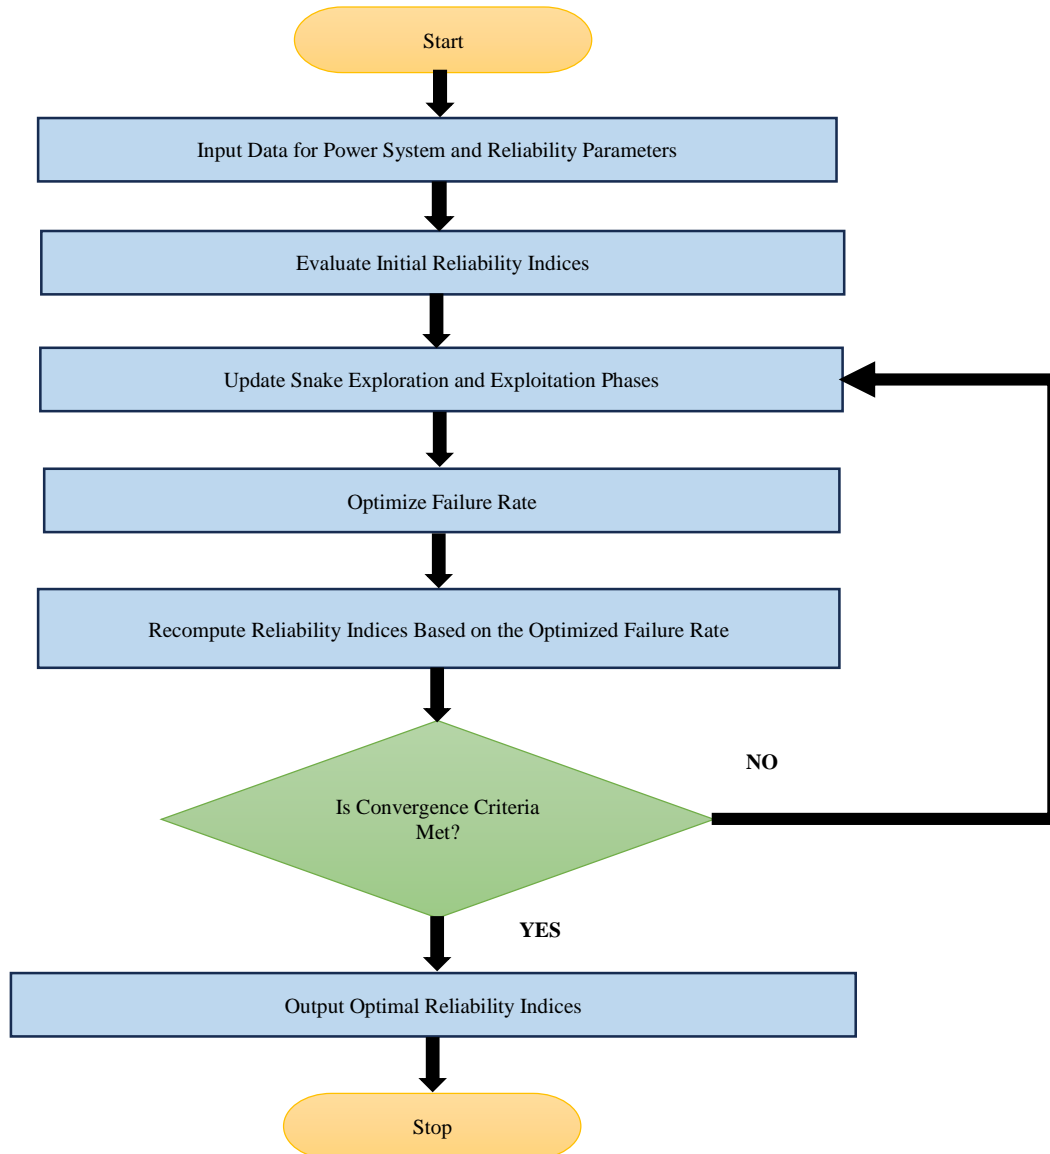 Start
Input Data for Power System and Reliability Parameters
Evaluate Initial Reliability Indices
Update Snake Exploration and Exploitation Phases
Optimize Failure Rate
Recompute Reliability Indices Based on the Optimized Failure Rate
NO
Is Convergence Criteria
Met?
YES
Output Optimal Reliability Indices
Stop